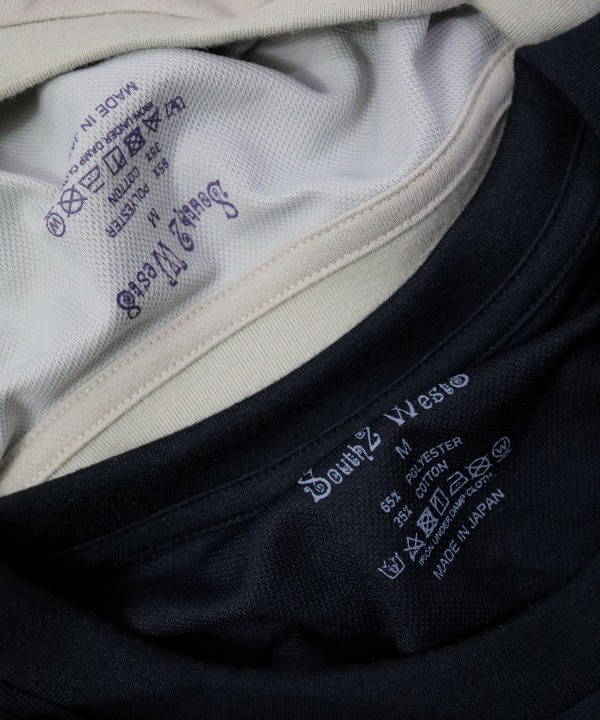 South2 West8
M
65% POLYESTER
35% COTTON
IRON UNDER DAMP CLOTH
MADE IN JAPAN
South2 West8
M
65% POLYESTER
35% COTTON
W
IRON UNDER DAMP CLOTH
MADE IN JAPAN